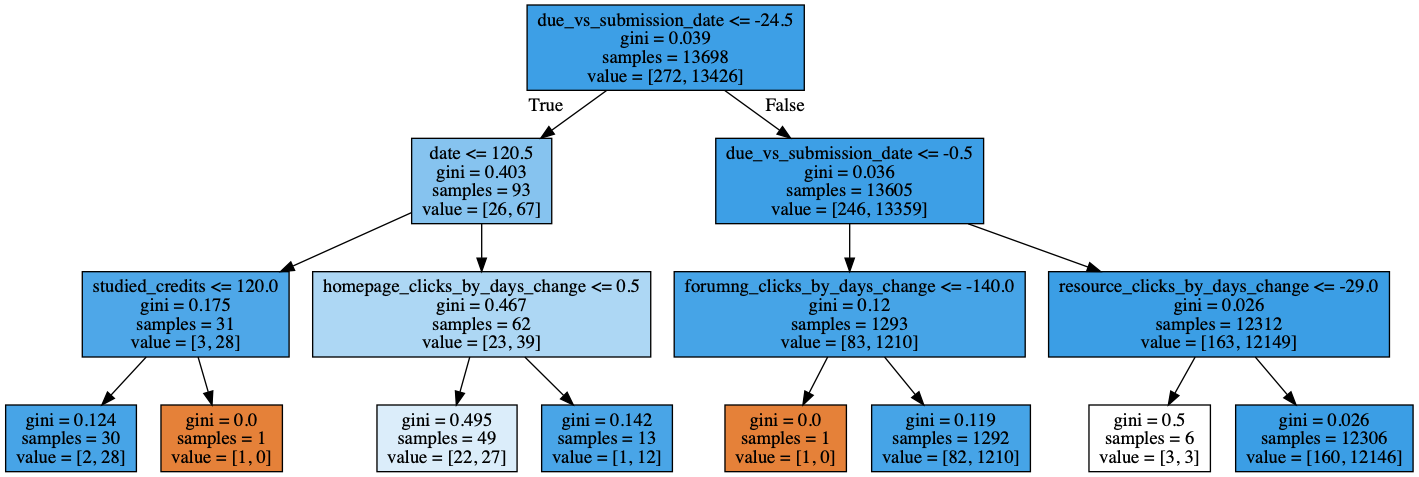 due_vs_submission_date <= -24.5
gini = 0.039
samples = 13698
value = [272, 13426]
True
False
date <= 120.5
gini = 0.403
samples = 93
value = [26, 67]
due_vs_submission_date <= -0.5
gini = 0.036
samples = 13605
value = [246, 13359]
studied_credits <= 120.0
gini = 0.175
samples = 31
value = [3, 28]
homepage_clicks_by_days_change <= 0.5
gini = 0.467
samples = 62
value = [23, 39]
forumng_clicks_by_days_change <= -140.0
gini = 0.12
samples = 1293
value = [83, 1210]
resource_clicks_by_days_change <= -29.0
gini = 0.026
samples = 12312
value = [163, 12149]
gini = 0.124
samples = 30
value = [2, 28]
gini = 0.0
samples = 1
value = [1, 0]
gini = 0.495
samples = 49
value = [22, 27]
gini = 0.142
samples = 13
value = [1, 12]
gini = 0.0
samples = 1
value = [1, 0]
gini = 0.119
samples = 1292
value = [82, 1210]
gini = 0.5
samples = 6
value = [3, 3]
gini = 0.026
samples = 12306
value = [160, 12146]